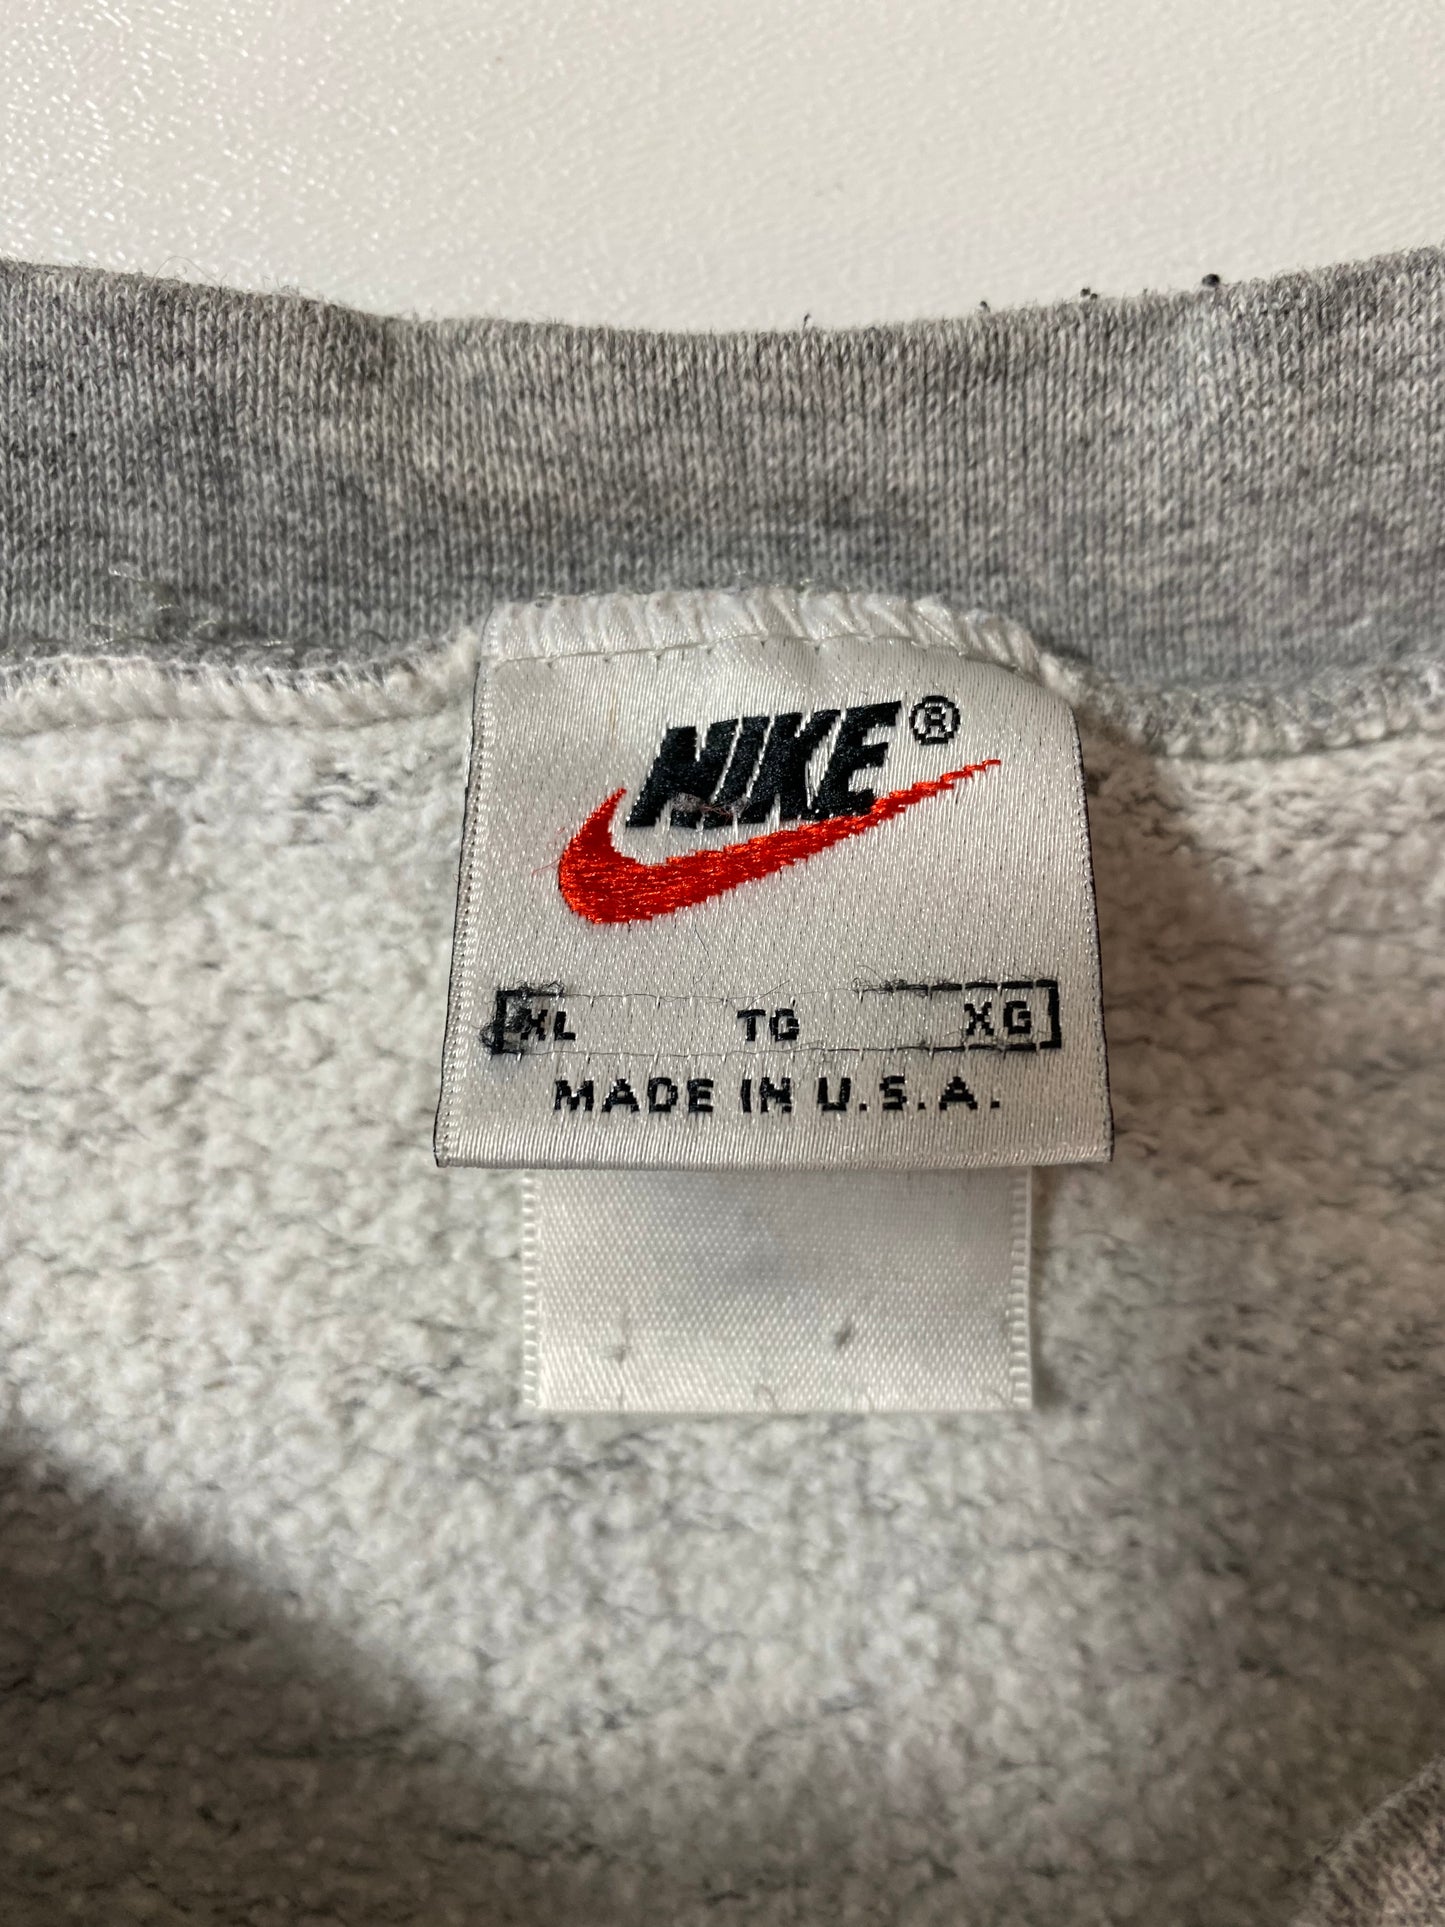 NIKE®
XL TG XG
MADE IN U.S.A.